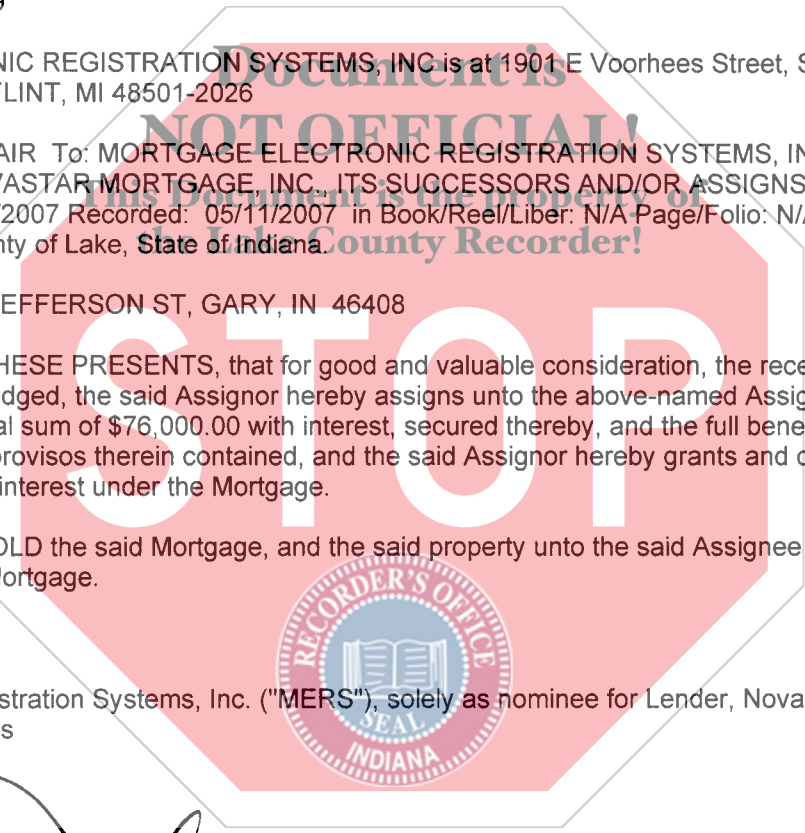 NIC REGISTRATION SYSTEMS, INC is at 1901 E Voorhees Street, S
FLINT, MI 48501-2026
Document is
NOT OFFICIAL!
This Document is the property of
the Lake County Recorder!
AIR To: MORTGAGE ELECTRONIC REGISTRATION SYSTEMS, IN
VASTAR MORTGAGE, INC., ITS SUCCESSORS AND/OR ASSIGNS
/2007 Recorded: 05/11/2007 in Book/Reel/Liber: N/A Page/Folio: N/A
nty of Lake, State of Indiana.
EFFERSON ST, GARY, IN 46408
STOP
HESE PRESENTS, that for good and valuable consideration, the rece
dged, the said Assignor hereby assigns unto the above-named Assig
al sum of $76,000.00 with interest, secured thereby, and the full bene
provisos therein contained, and the said Assignor hereby grants and c
interest under the Mortgage.
OLD the said Mortgage, and the said property unto the said Assignee
Mortgage.
RECORDER'S OFFICE
SEAL
INDIANA
stration Systems, Inc. ("MERS"), solely as nominee for Lender, Nova
s